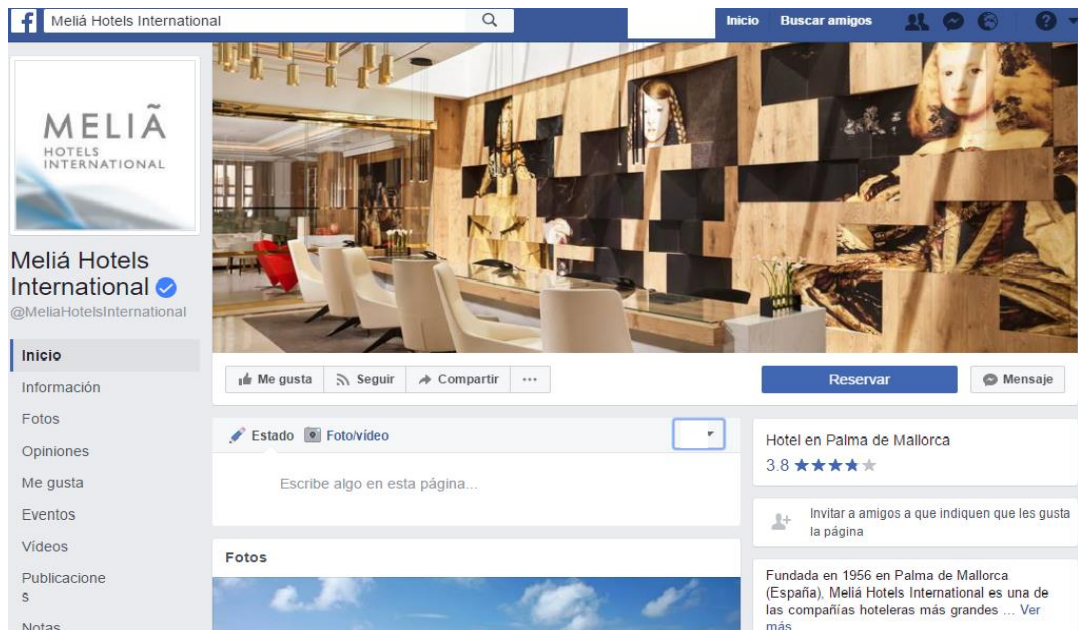 Meliá Hotels International
Inicio
Buscar amigos
MELIÃ
HOTELS
INTERNATIONAL
Meliá Hotels
International
@MeliaHotelsInternational
Inicio
Información
Fotos
Opiniones
Me gusta
Eventos
Vídeos
Publicacione
s
Notas
Me gusta
Seguir
Compartir
Reservar
Mensaje
Estado
Foto/vídeo
Escribe algo en esta página...
Fotos
Hotel en Palma de Mallorca
3.8
Invitar a amigos a que indiquen que les gusta
la página
Fundada en 1956 en Palma de Mallorca
(España), Meliá Hotels International es una de
las compañías hoteleras más grandes ... Ver
más